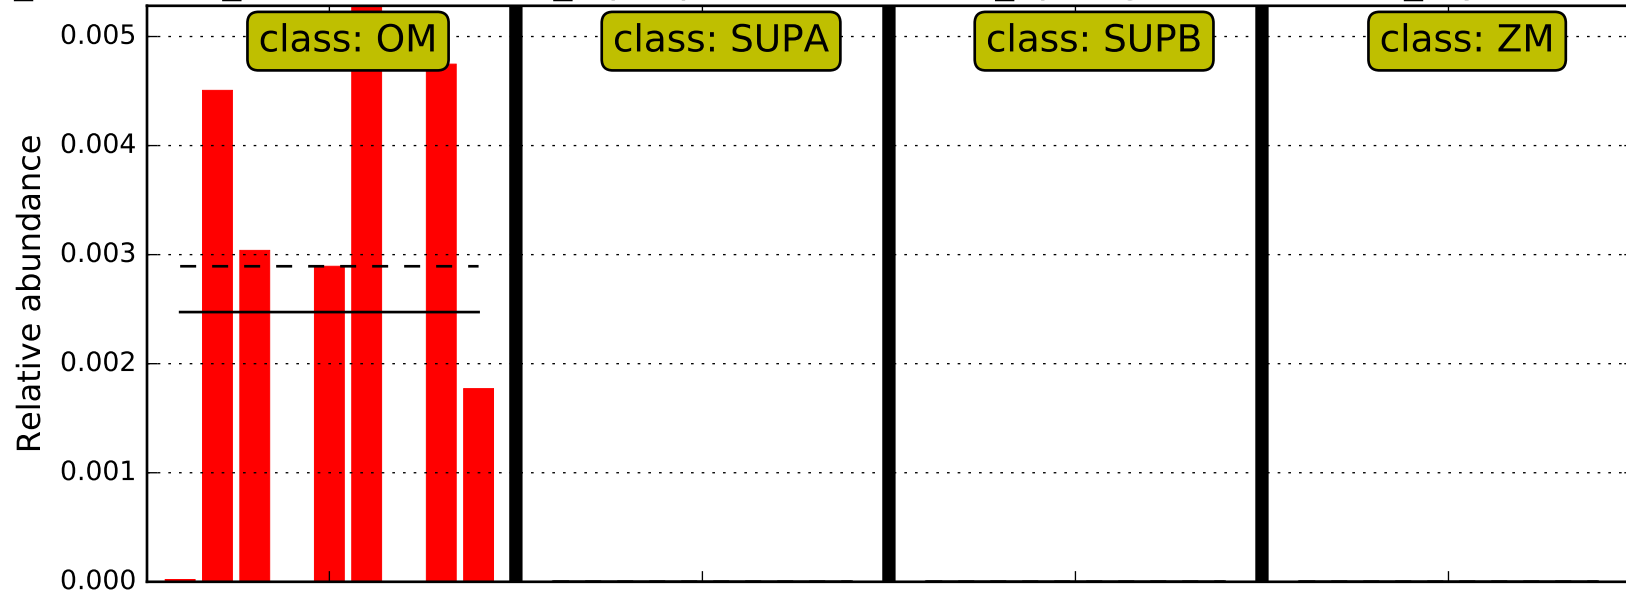 class: OM
class: SUPA
class: SUPB
class: ZM
Relative abundance
0.005
0.004
0.003
0.002
0.001
0.000